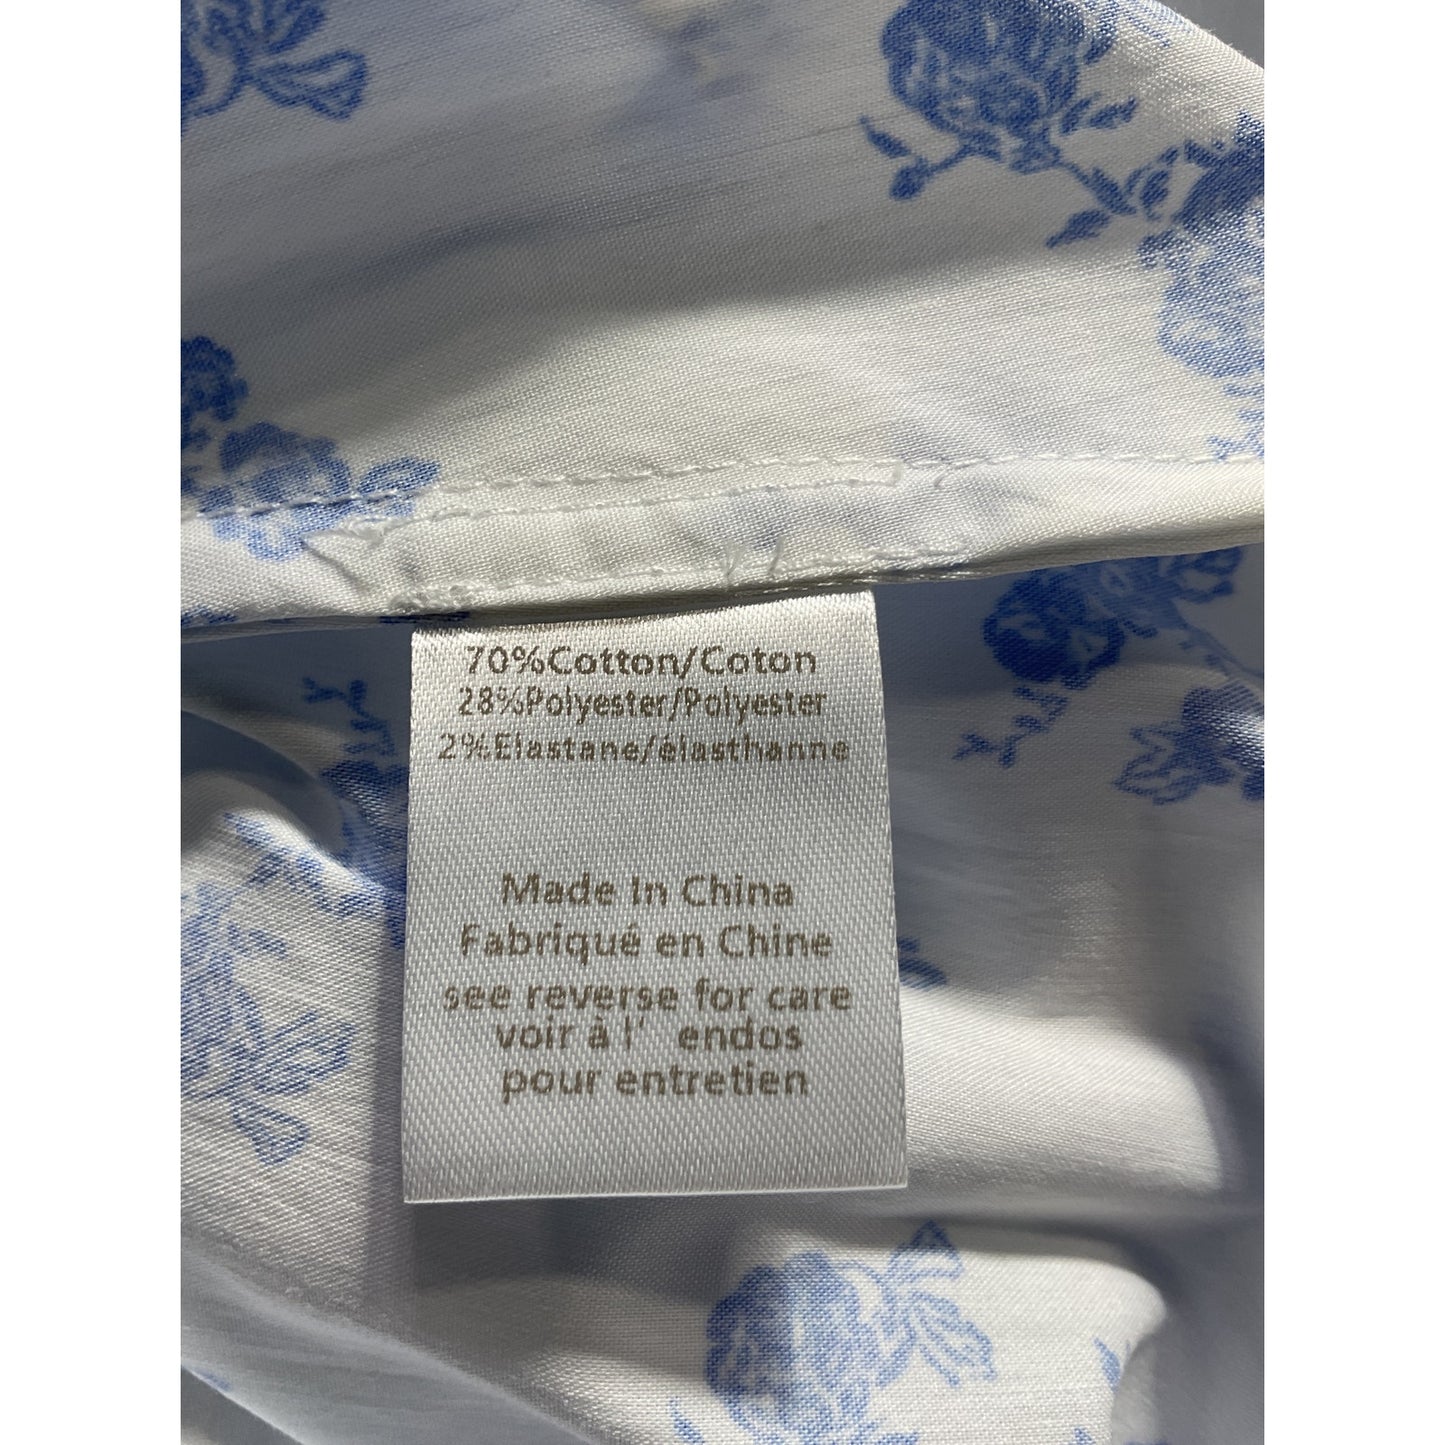 70%Cotton/Coton
28%Polyester/Polyester
2%Elastane/élasthanne
Made In China
Fabriqué en Chine
see reverse for care
voir à l' endos
pour entretien